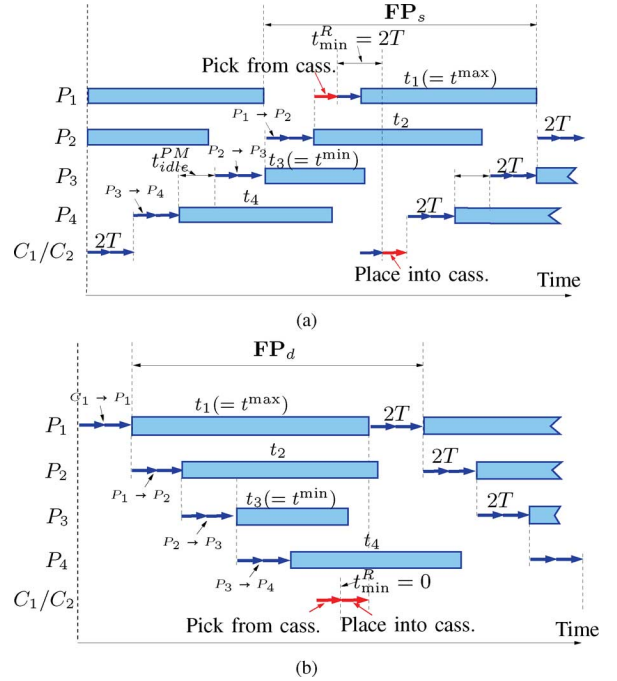 FP_s
t^R_min = 2T
Pick from cass.
P_1 t_1(= t^max)
P_1 → P_2
P_2 t_2 2T
t^PM_idle P_2 → P_3
P_3 t_3(= t^min) 2T
P_3 → P_4
P_4 t_4 2T
C_1/C_2 2T
Place into cass.
Time
(a)
FP_d
C_1 → P_1
P_1 t_1(= t^max) 2T
P_2 t_2 2T
P_1 → P_2
P_3 t_3(= t^min) 2T
P_2 → P_3
P_4 t_4
P_3 → P_4
C_1/C_2 t^R_min = 0
Pick from cass. Place into cass.
Time
(b)